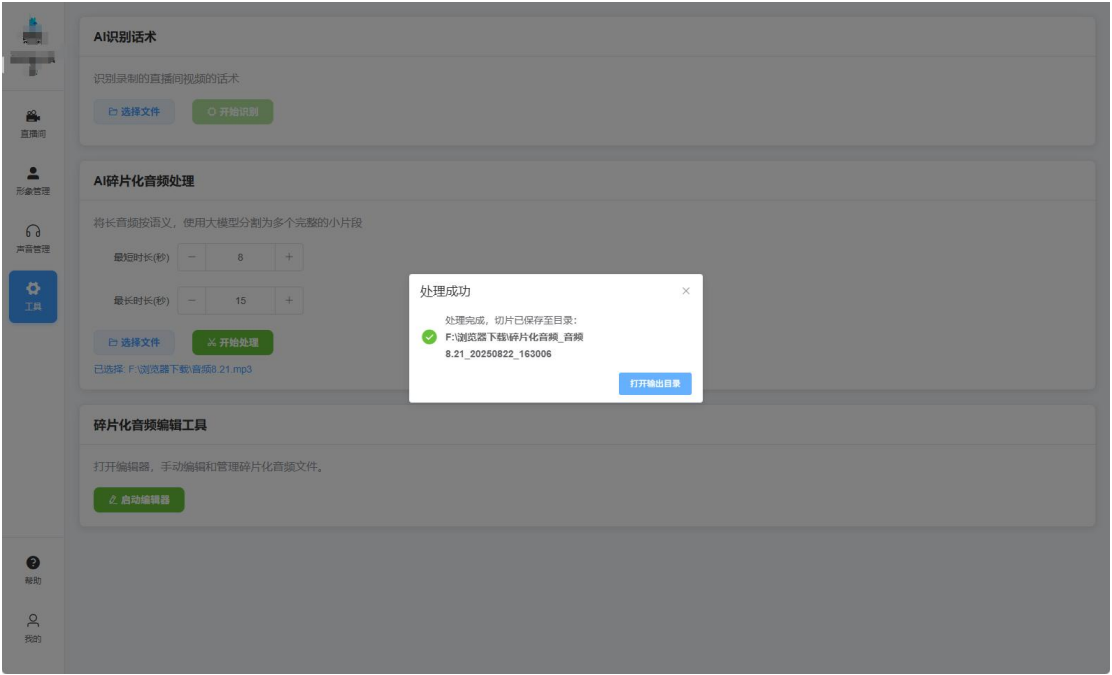 AI识别话术
识别录制的直播间视频的话术
选择文件
开始识别
直播间
形象管理
声音管理
工具
AI碎片化音频处理
将长音频按语义，使用大模型分割为多个完整的小片段
最短时长(秒)
8
最长时长(秒)
15
选择文件
开始处理
已选择: F:\浏览器下载\音频8.21.mp3
处理成功
处理完成，切片已保存至目录：
F:\浏览器下载\碎片化音频_音频
8.21_20250822_163006
打开输出目录
碎片化音频编辑工具
打开编辑器，手动编辑和管理碎片化音频文件。
启动编辑器
帮助
我的